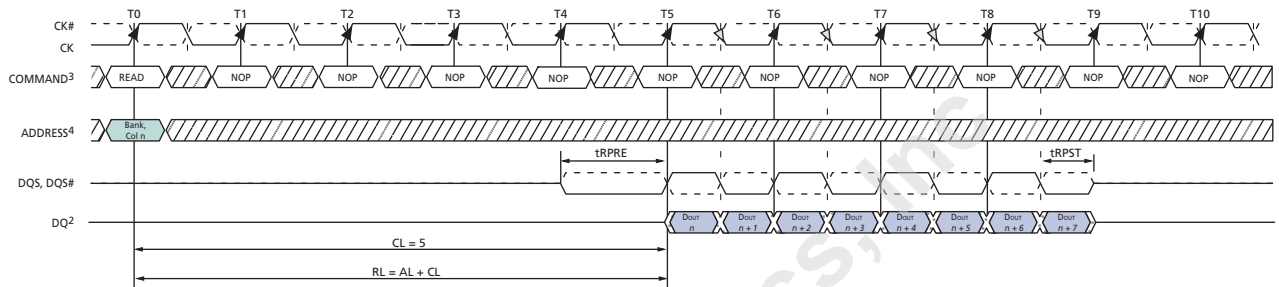 T0 T1 T2 T3 T4 T5 T6 T7 T8 T9 T10
CK#
CK
COMMAND3 READ NOP NOP NOP NOP NOP NOP NOP NOP NOP NOP
ADDRESS4 Bank,
Col n
tRPRE tRPST
DQS, DQS#
DQ2 DOUT n DOUT n + 1 DOUT n + 2 DOUT n + 3 DOUT n + 4 DOUT n + 5 DOUT n + 6 DOUT n + 7
CL = 5
RL = AL + CL
cs, Inc